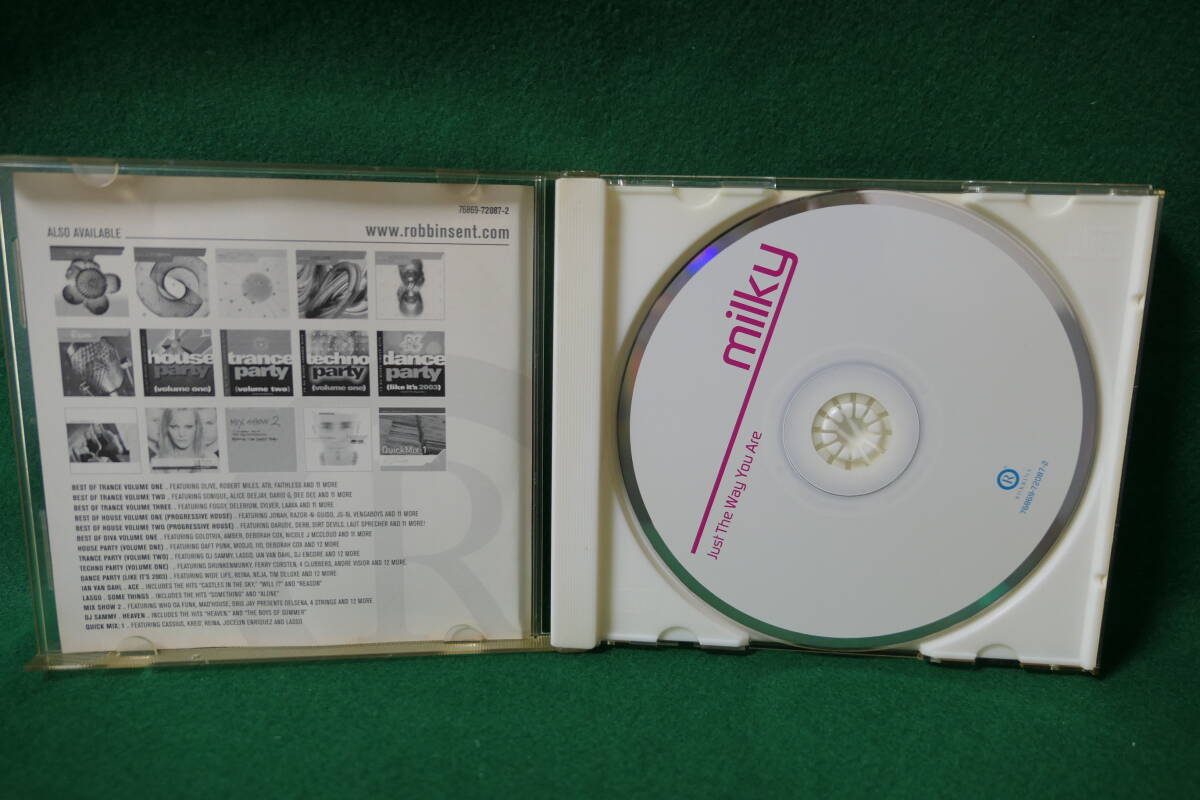 76869-72087-2
ALSO AVAILABLE
www.robbinsent.com
house party (volume one)
trance party (volume two)
techno party (volume one)
dance party (like it's 2003)
MIX SHOW 2
QuickMix 1
BEST OF TRANCE VOLUME ONE . FEATURING OLIVE, ROBERT MILES, ATB, FAITHLESS AND 11 MORE
BEST OF TRANCE VOLUME TWO . FEATURING SONIQUE, ALICE DEEJAY, DARIO G, DEE DEE AND 11 MORE
BEST OF TRANCE VOLUME THREE . FEATURING FOGGY, DELERIUM, SYLVER, LAAVA AND 11 MORE
BEST OF HOUSE VOLUME ONE (PROGRESSIVE HOUSE) . FEATURING JONAH, RAZOR-N-GUIDO, JS-16, VENGABOYS AND 11 MORE
BEST OF HOUSE VOLUME TWO (PROGRESSIVE HOUSE) . FEATURING DARUDE, DERB, DIRT DEVILS, LAUT SPRECHER AND 11 MORE!
BEST OF DIVA VOLUME ONE . FEATURING GOLDTRIX, AMBER, DEBORAH COX, NICOLE J MCCLOUD AND 11 MORE
HOUSE PARTY (VOLUME ONE) . FEATURING DAFT PUNK, MODJO, IIO, DEBORAH COX AND 12 MORE
TRANCE PARTY (VOLUME TWO) . FEATURING DJ SAMMY, LASGO, IAN VAN DAHL, DJ ENCORE AND 12 MORE
TECHNO PARTY (VOLUME ONE) . FEATURING DRUNKENMUNKY, FERRY CORSTEN, 4 CLUBBERS, ANDRE VISIOR AND 12 MORE
DANCE PARTY (LIKE IT'S 2003) . FEATURING WIDE LIFE, REINA, NEJA, TIM DELUXE AND 12 MORE
IAN VAN DAHL . ACE . INCLUDES THE HITS "CASTLES IN THE SKY," "WILL I?" AND "REASON"
LASGO . SOME THINGS . INCLUDES THE HITS "SOMETHING" AND "ALONE"
MIX SHOW 2 . FEATURING WHO DA FUNK, MAD'HOUSE, DRIS JAY PRESENTS DELSENA, 4 STRINGS AND 12 MORE
DJ SAMMY . HEAVEN . INCLUDES THE HITS "HEAVEN," AND "THE BOYS OF SUMMER"
QUICK MIX: 1 . FEATURING CASSIUS, KREO, REINA, JOCELYN ENRIQUEZ AND LASGO
milky
Just The Way You Are
R
ROBBINS
76869-72087-2